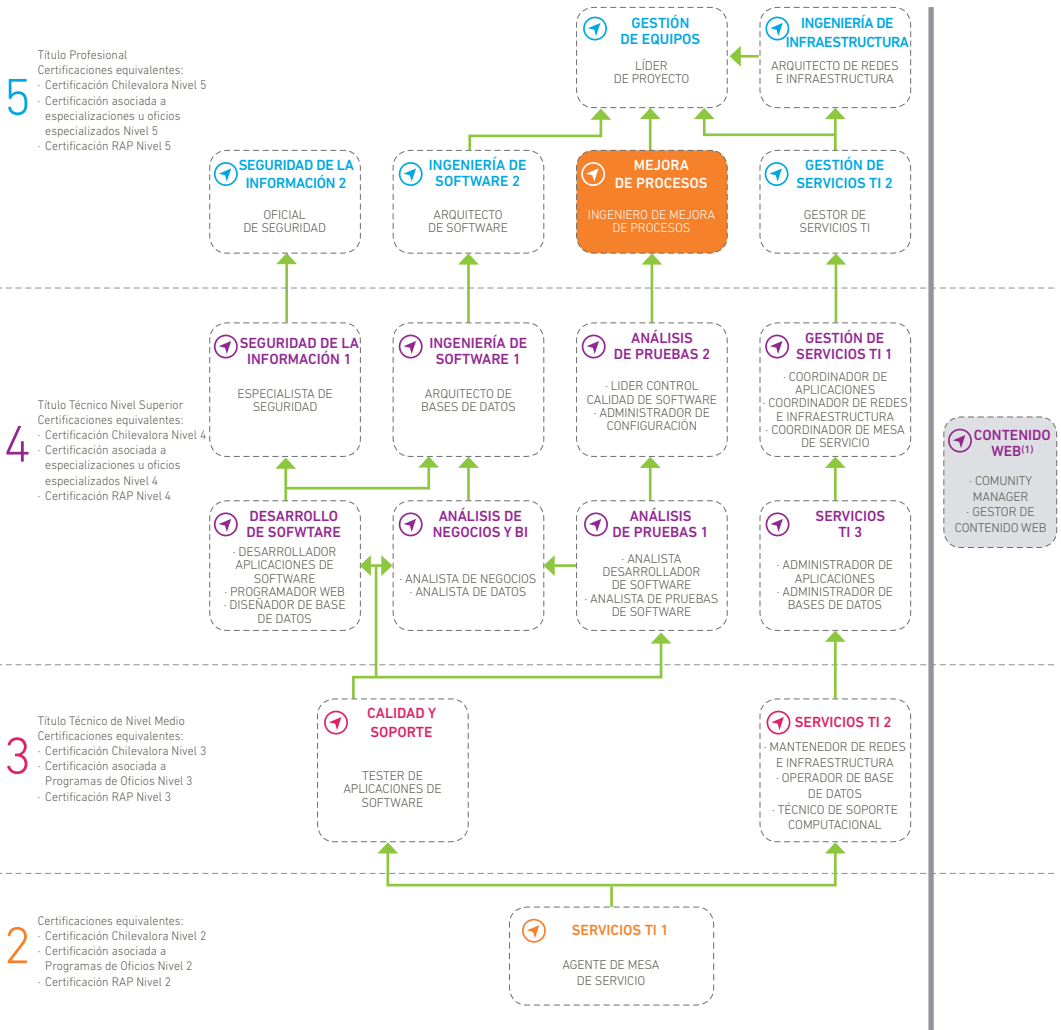 5
Título Profesional
Certificaciones equivalentes:
· Certificación Chilevalora Nivel 5
· Certificación asociada a
especializaciones u oficios
especializados Nivel 5
· Certificación RAP Nivel 5
GESTIÓN
DE EQUIPOS
LÍDER
DE PROYECTO
INGENIERÍA DE
INFRAESTRUCTURA
ARQUITECTO DE REDES
E INFRAESTRUCTURA
SEGURIDAD DE LA
INFORMACIÓN 2
OFICIAL
DE SEGURIDAD
INGENIERÍA DE
SOFTWARE 2
ARQUITECTO
DE SOFTWARE
MEJORA
DE PROCESOS
INGENIERO DE MEJORA
DE PROCESOS
GESTIÓN DE
SERVICIOS TI 2
GESTOR DE
SERVICIOS TI
4
Título Técnico Nivel Superior
Certificaciones equivalentes:
· Certificación Chilevalora Nivel 4
· Certificación asociada a
especializaciones u oficios
especializados Nivel 4
· Certificación RAP Nivel 4
SEGURIDAD DE LA
INFORMACIÓN 1
ESPECIALISTA DE
SEGURIDAD
INGENIERÍA DE
SOFTWARE 1
ARQUITECTO DE
BASES DE DATOS
ANÁLISIS
DE PRUEBAS 2
· LIDER CONTROL
CALIDAD DE SOFTWARE
· ADMINISTRADOR DE
CONFIGURACIÓN
GESTIÓN DE
SERVICIOS TI 1
· COORDINADOR DE
APLICACIONES
· COORDINADOR DE REDES
E INFRAESTRUCTURA
· COORDINADOR DE MESA
DE SERVICIO
CONTENIDO
WEB(1)
· COMUNITY
MANAGER
· GESTOR DE
CONTENIDO WEB
DESARROLLO
DE SOFWTARE
· DESARROLLADOR
APLICACIONES DE
SOFTWARE
· PROGRAMADOR WEB
· DISEÑADOR DE BASE
DE DATOS
ANÁLISIS DE
NEGOCIOS Y BI
· ANALISTA DE NEGOCIOS
· ANALISTA DE DATOS
ANÁLISIS
DE PRUEBAS 1
· ANALISTA
DESARROLLADOR
DE SOFTWARE
· ANALISTA DE PRUEBAS
DE SOFTWARE
SERVICIOS
TI 3
· ADMINISTRADOR DE
APLICACIONES
· ADMINISTRADOR DE
BASES DE DATOS
3
Título Técnico de Nivel Medio
Certificaciones equivalentes:
· Certificación Chilevalora Nivel 3
· Certificación asociada a
Programas de Oficios Nivel 3
· Certificación RAP Nivel 3
CALIDAD Y
SOPORTE
TESTER DE
APLICACIONES DE
SOFTWARE
SERVICIOS TI 2
· MANTENEDOR DE REDES
E INFRAESTRUCTURA
· OPERADOR DE BASE
DE DATOS
· TÉCNICO DE SOPORTE
COMPUTACIONAL
2
Certificaciones equivalentes:
· Certificación Chilevalora Nivel 2
· Certificación asociada a
Programas de Oficios Nivel 2
· Certificación RAP Nivel 2
SERVICIOS TI 1
AGENTE DE MESA
DE SERVICIO